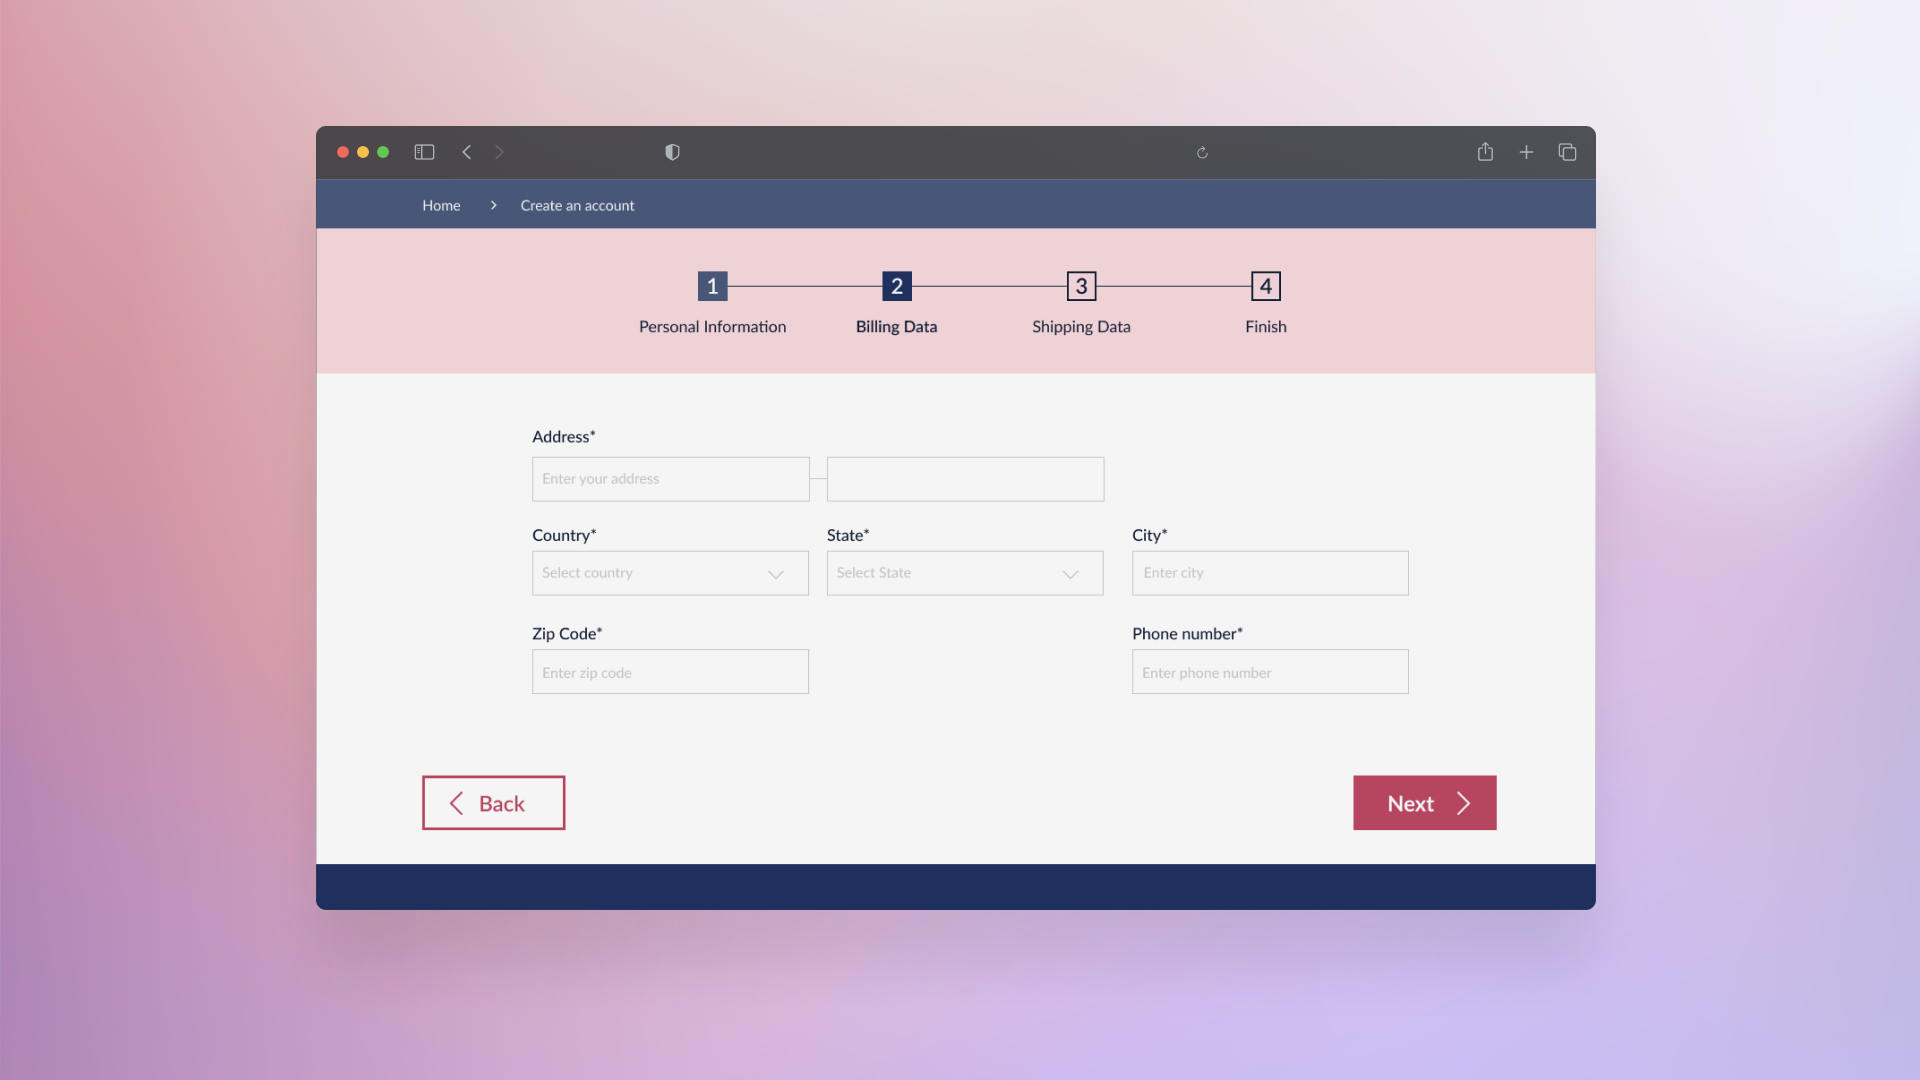 Home > Create an account
1 2 3 4
Personal Information Billing Data Shipping Data Finish
Address*
Enter your address
Country* State* City*
Select country Select State Enter city
Zip Code* Phone number*
Enter zip code Enter phone number
Back Next